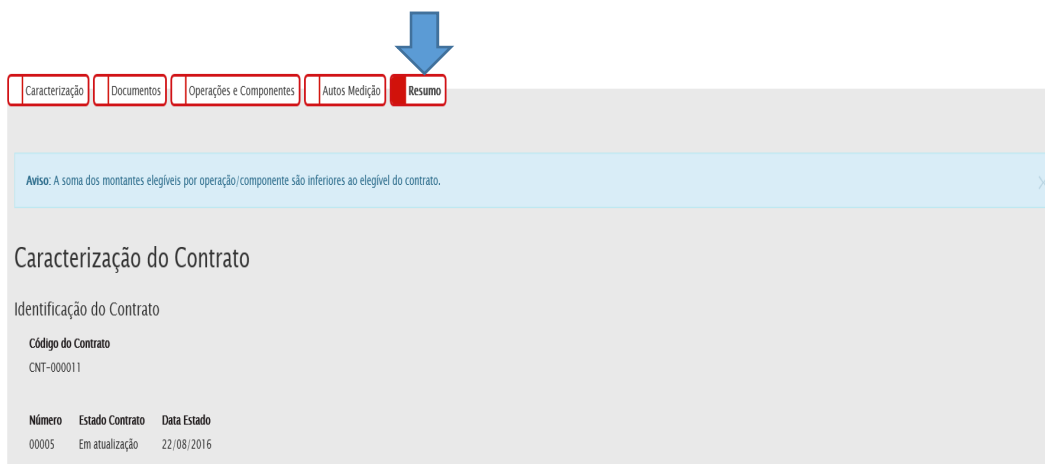 Caracterização Documentos Operações e Componentes Autos Medição Resumo
Aviso: A soma dos montantes elegíveis por operação/componente são inferiores ao elegível do contrato.
Caracterização do Contrato
Identificação do Contrato
Código do Contrato
CNT-000011
Número Estado Contrato Data Estado
00005 Em atualização 22/08/2016